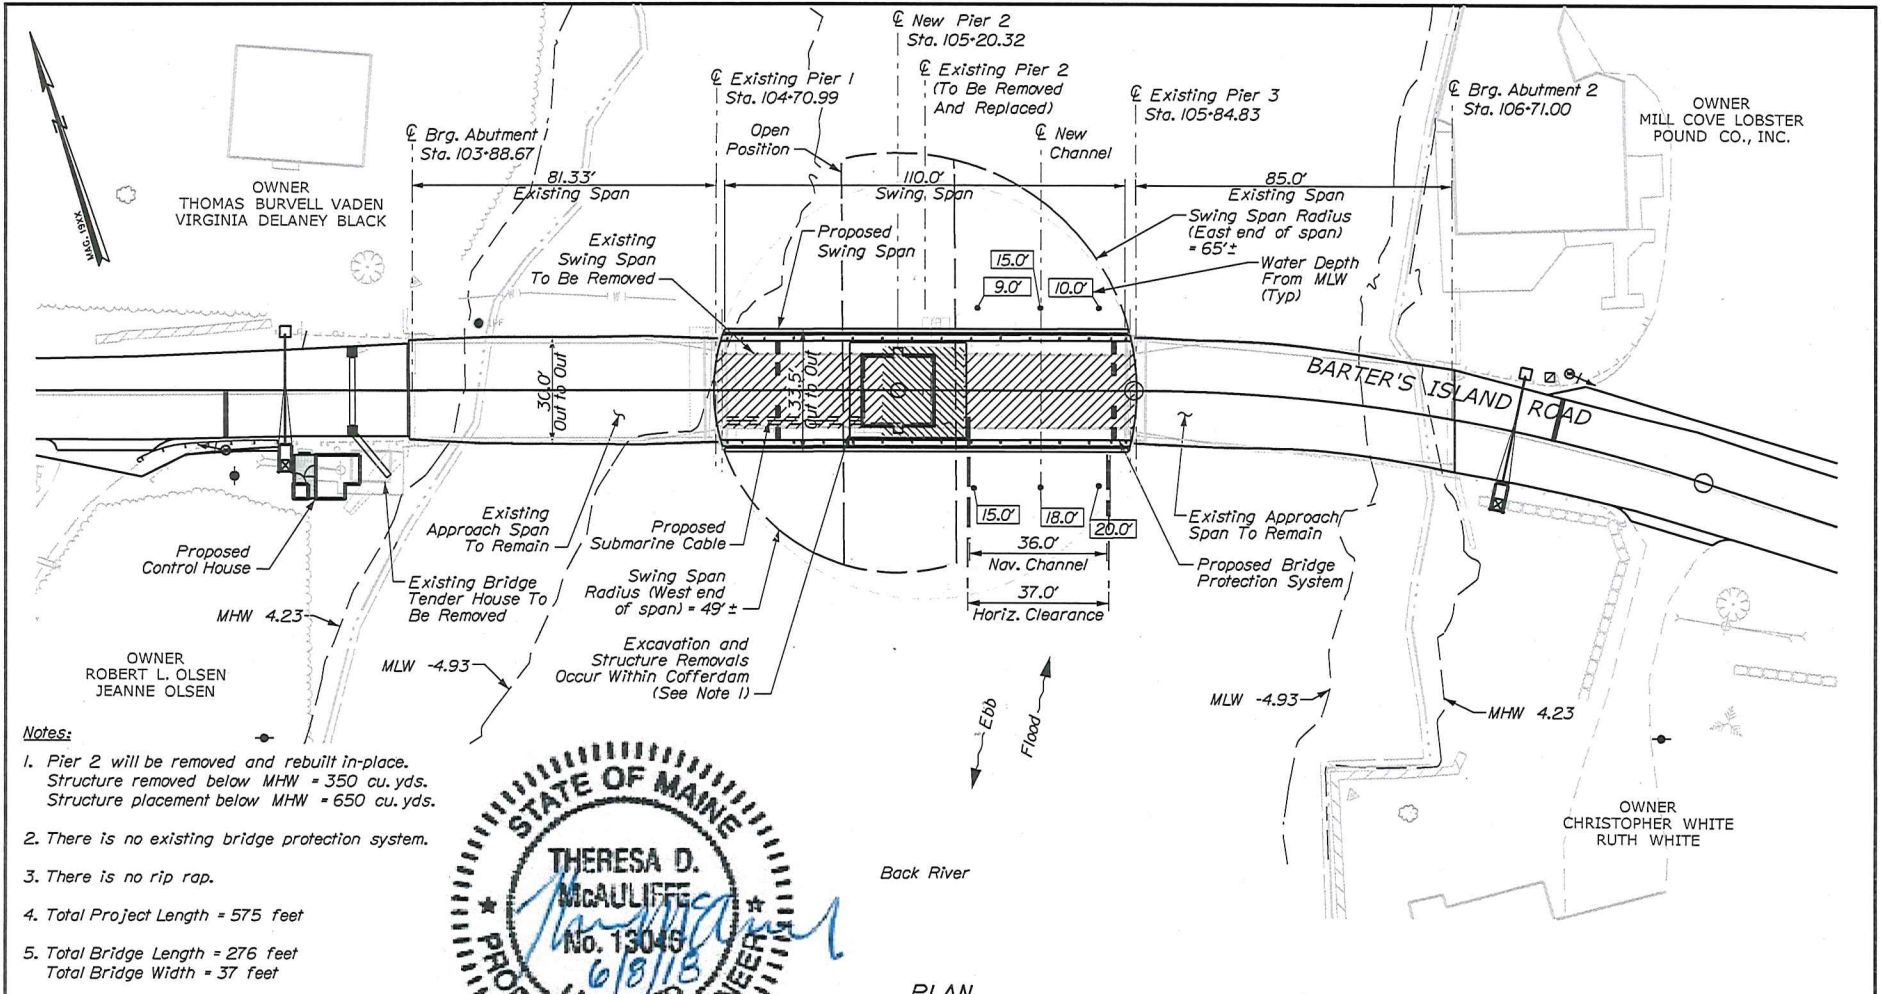 ℄ New Pier 2
Sta. 105+20.32
℄ Existing Pier 1
Sta. 104+70.99
℄ Existing Pier 2
(To Be Removed
And Replaced)
℄ Existing Pier 3
Sta. 105+84.83
℄ Brg. Abutment 2
Sta. 106+71.00
OWNER
MILL COVE LOBSTER
POUND CO., INC.
℄ Brg. Abutment 1
Sta. 103+88.67
Open
Position
℄ New
Channel
MAG. 19XX
OWNER
THOMAS BURVELL VADEN
VIRGINIA DELANEY BLACK
81.33'
Existing Span
110.0'
Swing Span
85.0'
Existing Span
Existing
Swing Span
To Be Removed
Proposed
Swing Span
Swing Span Radius
(East end of span)
= 65'±
Water Depth
From MLW
(Typ)
15.0'
9.0'
10.0'
W
W
30.0'
Out to Out
33.5'
Out to Out
BARTER'S ISLAND ROAD
Proposed
Control House
Existing Bridge
Tender House To
Be Removed
Existing
Approach Span
To Remain
Proposed
Submarine Cable
15.0'
18.0'
20.0'
36.0'
Nav. Channel
37.0'
Horiz. Clearance
Existing Approach
Span To Remain
Proposed Bridge
Protection System
Swing Span
Radius (West end
of span) = 49'±
MHW 4.23
MLW -4.93
Excavation and
Structure Removals
Occur Within Cofferdam
(See Note 1)
OWNER
ROBERT L. OLSEN
JEANNE OLSEN
Ebb
Flood
MLW -4.93
MHW 4.23
OWNER
CHRISTOPHER WHITE
RUTH WHITE
Back River
Notes:
1. Pier 2 will be removed and rebuilt in-place.
Structure removed below MHW = 350 cu. yds.
Structure placement below MHW = 650 cu. yds.
2. There is no existing bridge protection system.
3. There is no rip rap.
4. Total Project Length = 575 feet
5. Total Bridge Length = 276 feet
Total Bridge Width = 37 feet
STATE OF MAINE
THERESA D.
McAULIFFE
No. 13049
6/8/18
PLAN